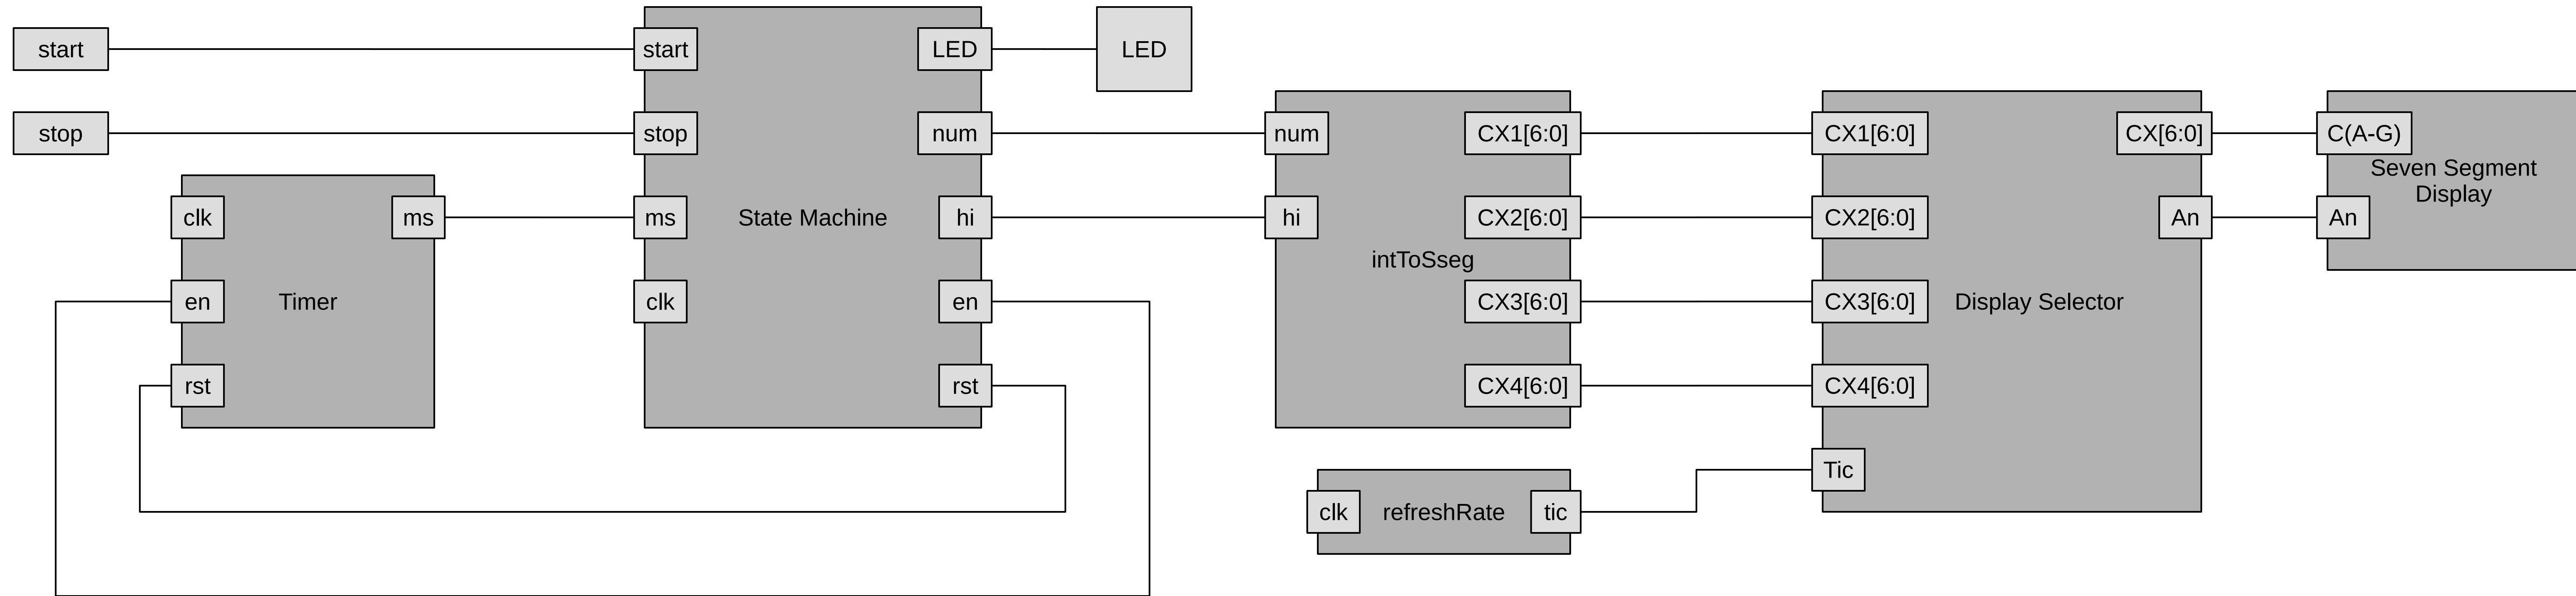 start
stop
clk
en
rst
Timer
ms
start
stop
ms
clk
State Machine
LED
num
hi
en
rst
LED
num
hi
intToSseg
CX1[6:0]
CX2[6:0]
CX3[6:0]
CX4[6:0]
clk
refreshRate
tic
CX1[6:0]
CX2[6:0]
CX3[6:0]
CX4[6:0]
Tic
Display Selector
CX[6:0]
An
C(A-G)
An
Seven Segment
Display